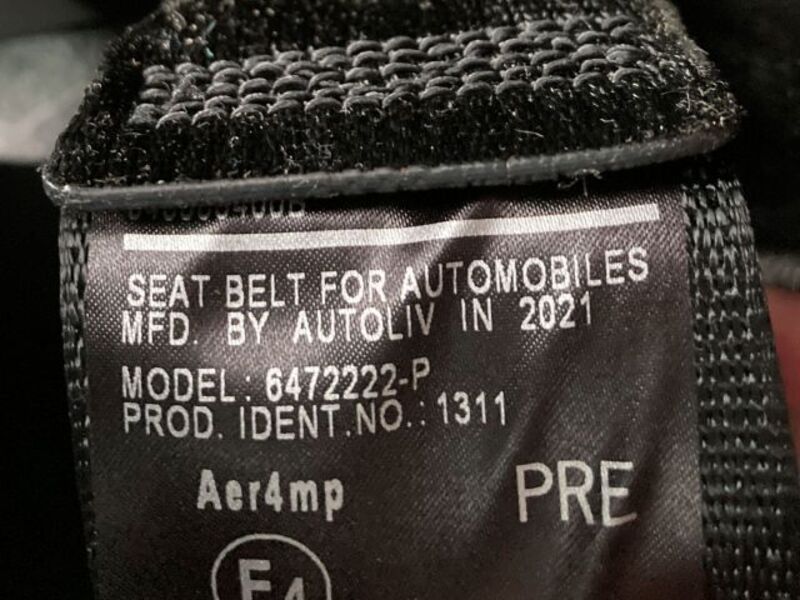 SEAT BELT FOR AUTOMOBILES
MFD. BY AUTOLIV IN 2021
MODEL: 6472222-P
PROD. IDENT.NO.: 1311
Aer4mp PRE
E4